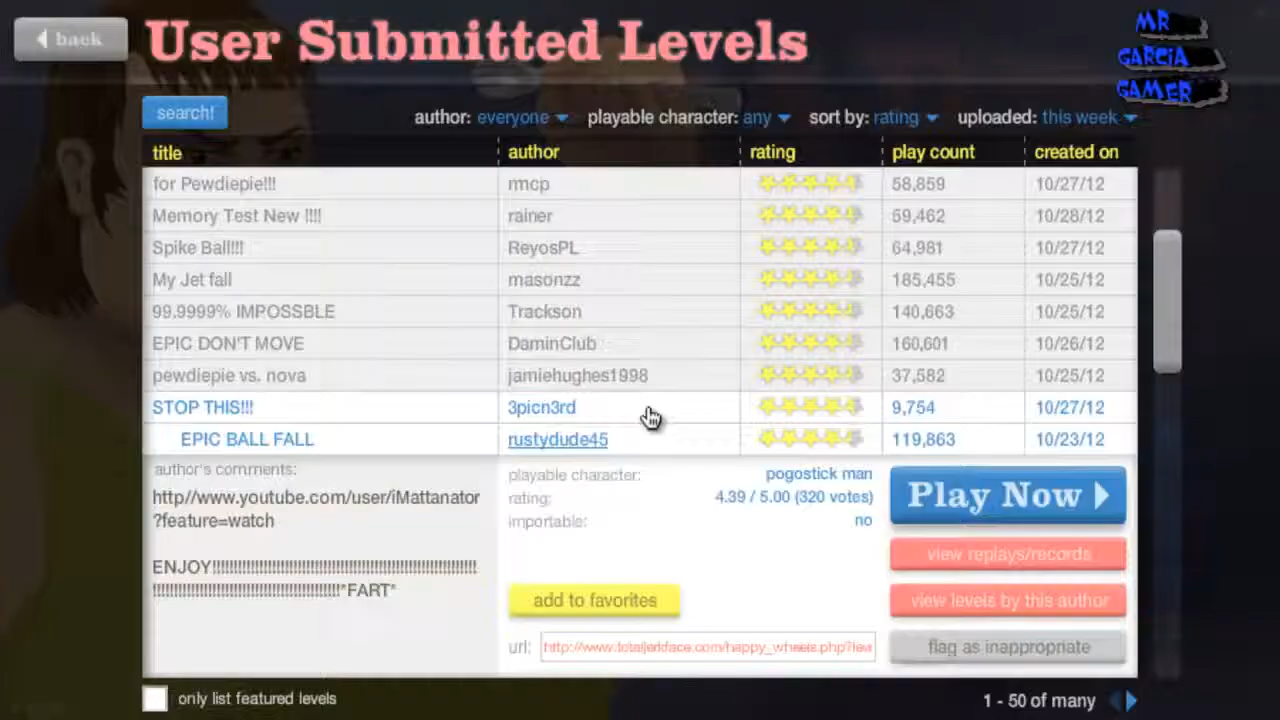 back
User Submitted Levels
MR
GARCIA
GAMER
search!
author: everyone playable character: any sort by: rating uploaded: this week
title author rating play count created on
for Pewdiepie!!! rmcp 58,859 10/27/12
Memory Test New !!!! rainer 59,462 10/28/12
Spike Ball!!! ReyosPL 64,981 10/27/12
My Jet fall masonzz 185,455 10/25/12
99.9999% IMPOSSBLE Trackson 140,663 10/25/12
EPIC DON'T MOVE DaminClub 160,601 10/26/12
pewdiepie vs. nova jamiehughes1998 37,582 10/25/12
STOP THIS!!! 3picn3rd 9,754 10/27/12
EPIC BALL FALL rustydude45 119,863 10/23/12
author's comments:
http//www.youtube.com/user/iMattanator
?feature=watch
ENJOY!!!!!!!!!!!!!!!!!!!!!!!!!!!!!!!!!!!!!!!!!!!!!!!!!!!!!!!!!!!!!!!!
!!!!!!!!!!!!!!!!!!!!!!!!!!!!!!!!!!!!!!!!!!!!!*FART*
playable character: pogostick man
rating: 4.39 / 5.00 (320 votes)
importable: no
add to favorites
url: http://www.totaljerkface.com/happy_wheels.php?lev
Play Now
view replays/records
view levels by this author
flag as inappropriate
only list featured levels
1 - 50 of many